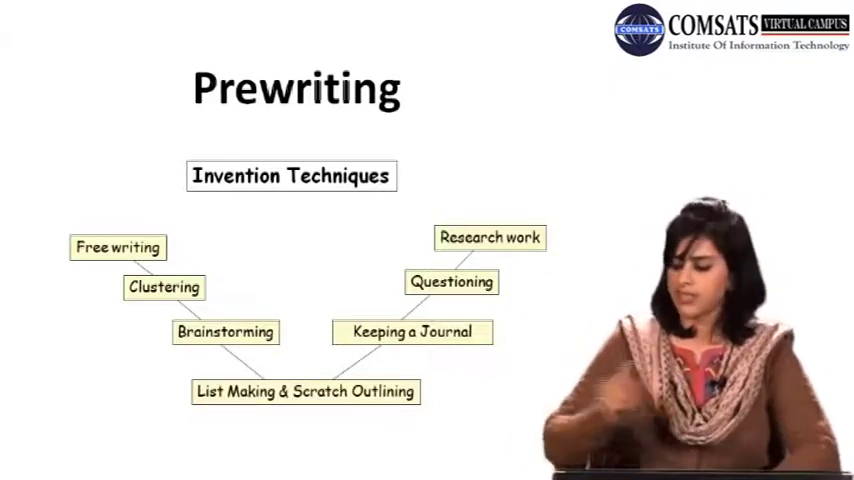 COMSATS VIRTUAL CAMPUS
COMSATS
Institute Of Information Technology
Prewriting
Invention Techniques
Free writing
Clustering
Brainstorming
List Making & Scratch Outlining
Keeping a Journal
Questioning
Research work